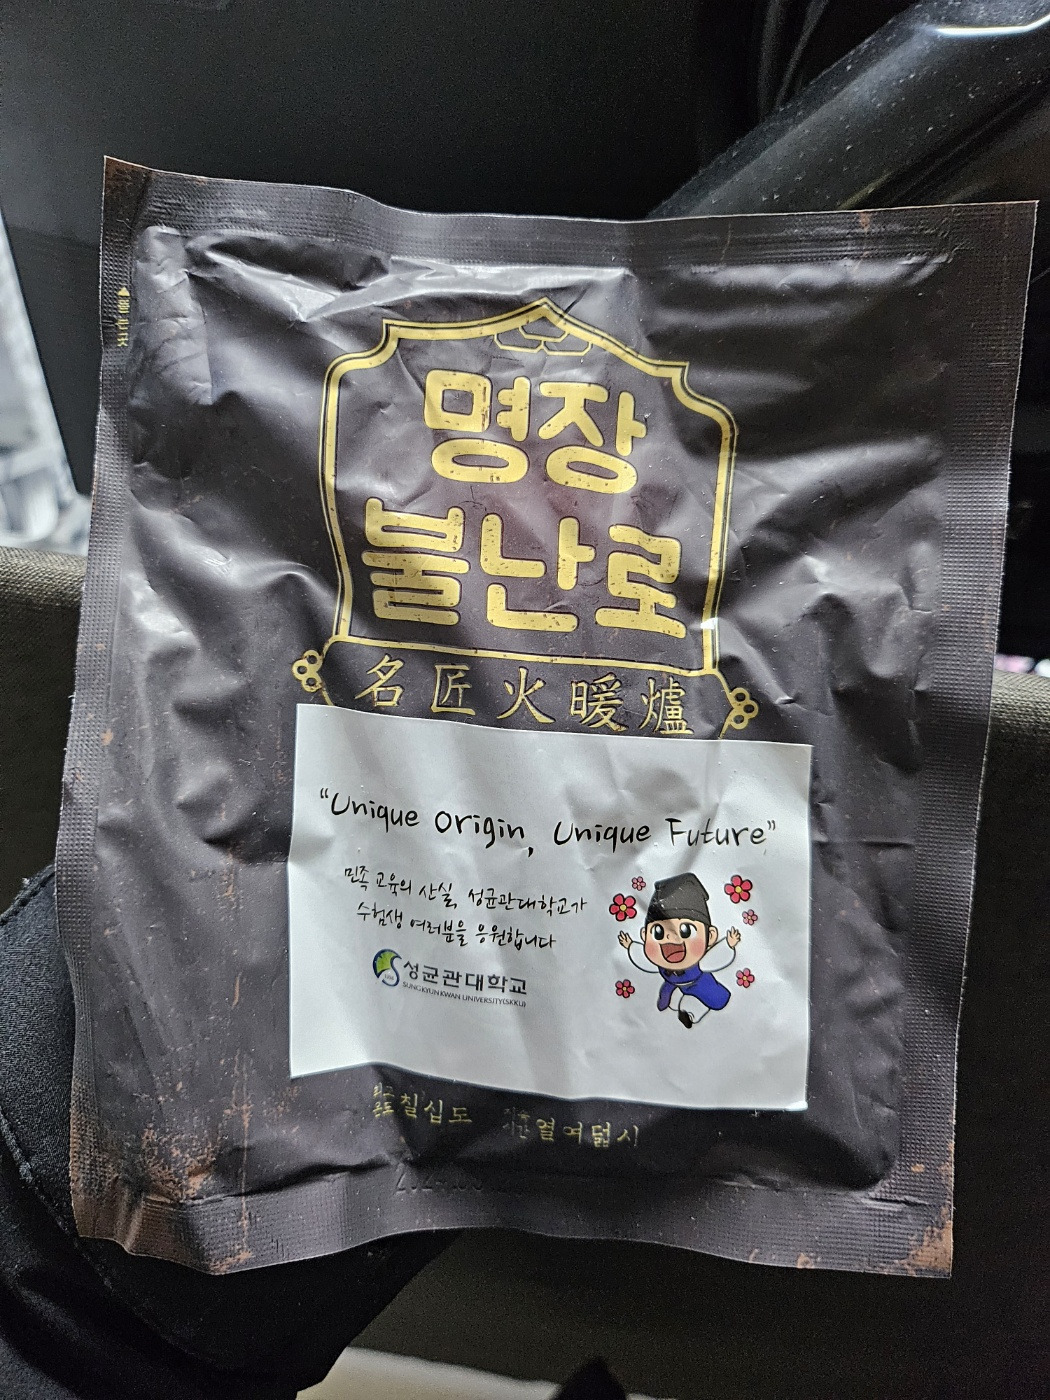 명장
불난로
名匠火暖爐
“Unique Origin, Unique Future”
민족 교육의 산실, 성균관대학교가
수험생 여러분을 응원합니다
성균관대학교
SUNGKYUNKWAN UNIVERSITY(SKKU)
칠십도 열여덟시